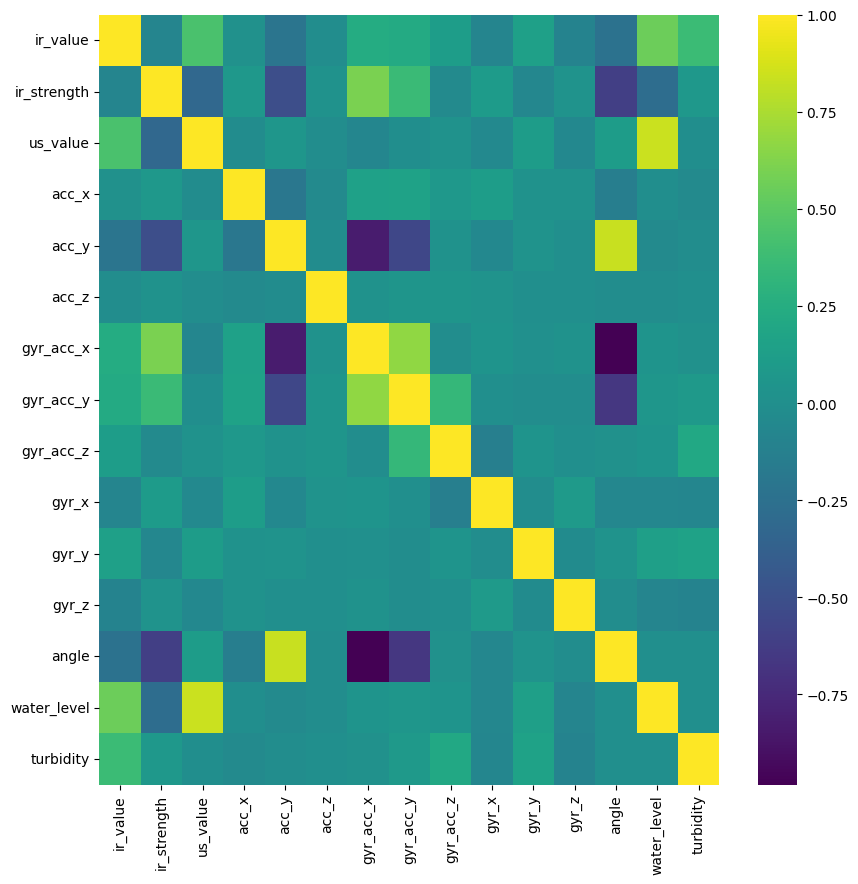 ir_value
ir_strength
us_value
acc_x
acc_y
acc_z
gyr_acc_x
gyr_acc_y
gyr_acc_z
gyr_x
gyr_y
gyr_z
angle
water_level
turbidity
ir_value
ir_strength
us_value
acc_x
acc_y
acc_z
gyr_acc_x
gyr_acc_y
gyr_acc_z
gyr_x
gyr_y
gyr_z
angle
water_level
turbidity
1.00
0.75
0.50
0.25
0.00
−0.25
−0.50
−0.75